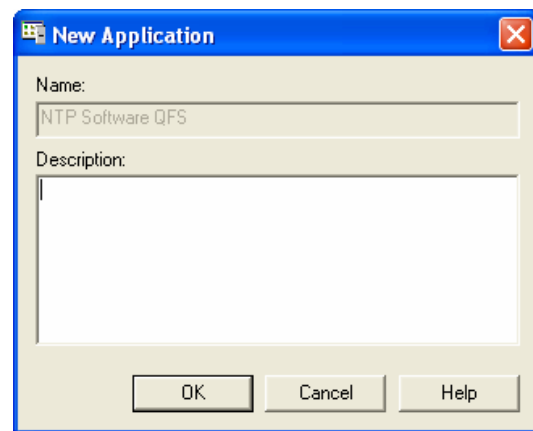 New Application
Name:
NTP Software QFS
Description:
OK Cancel Help